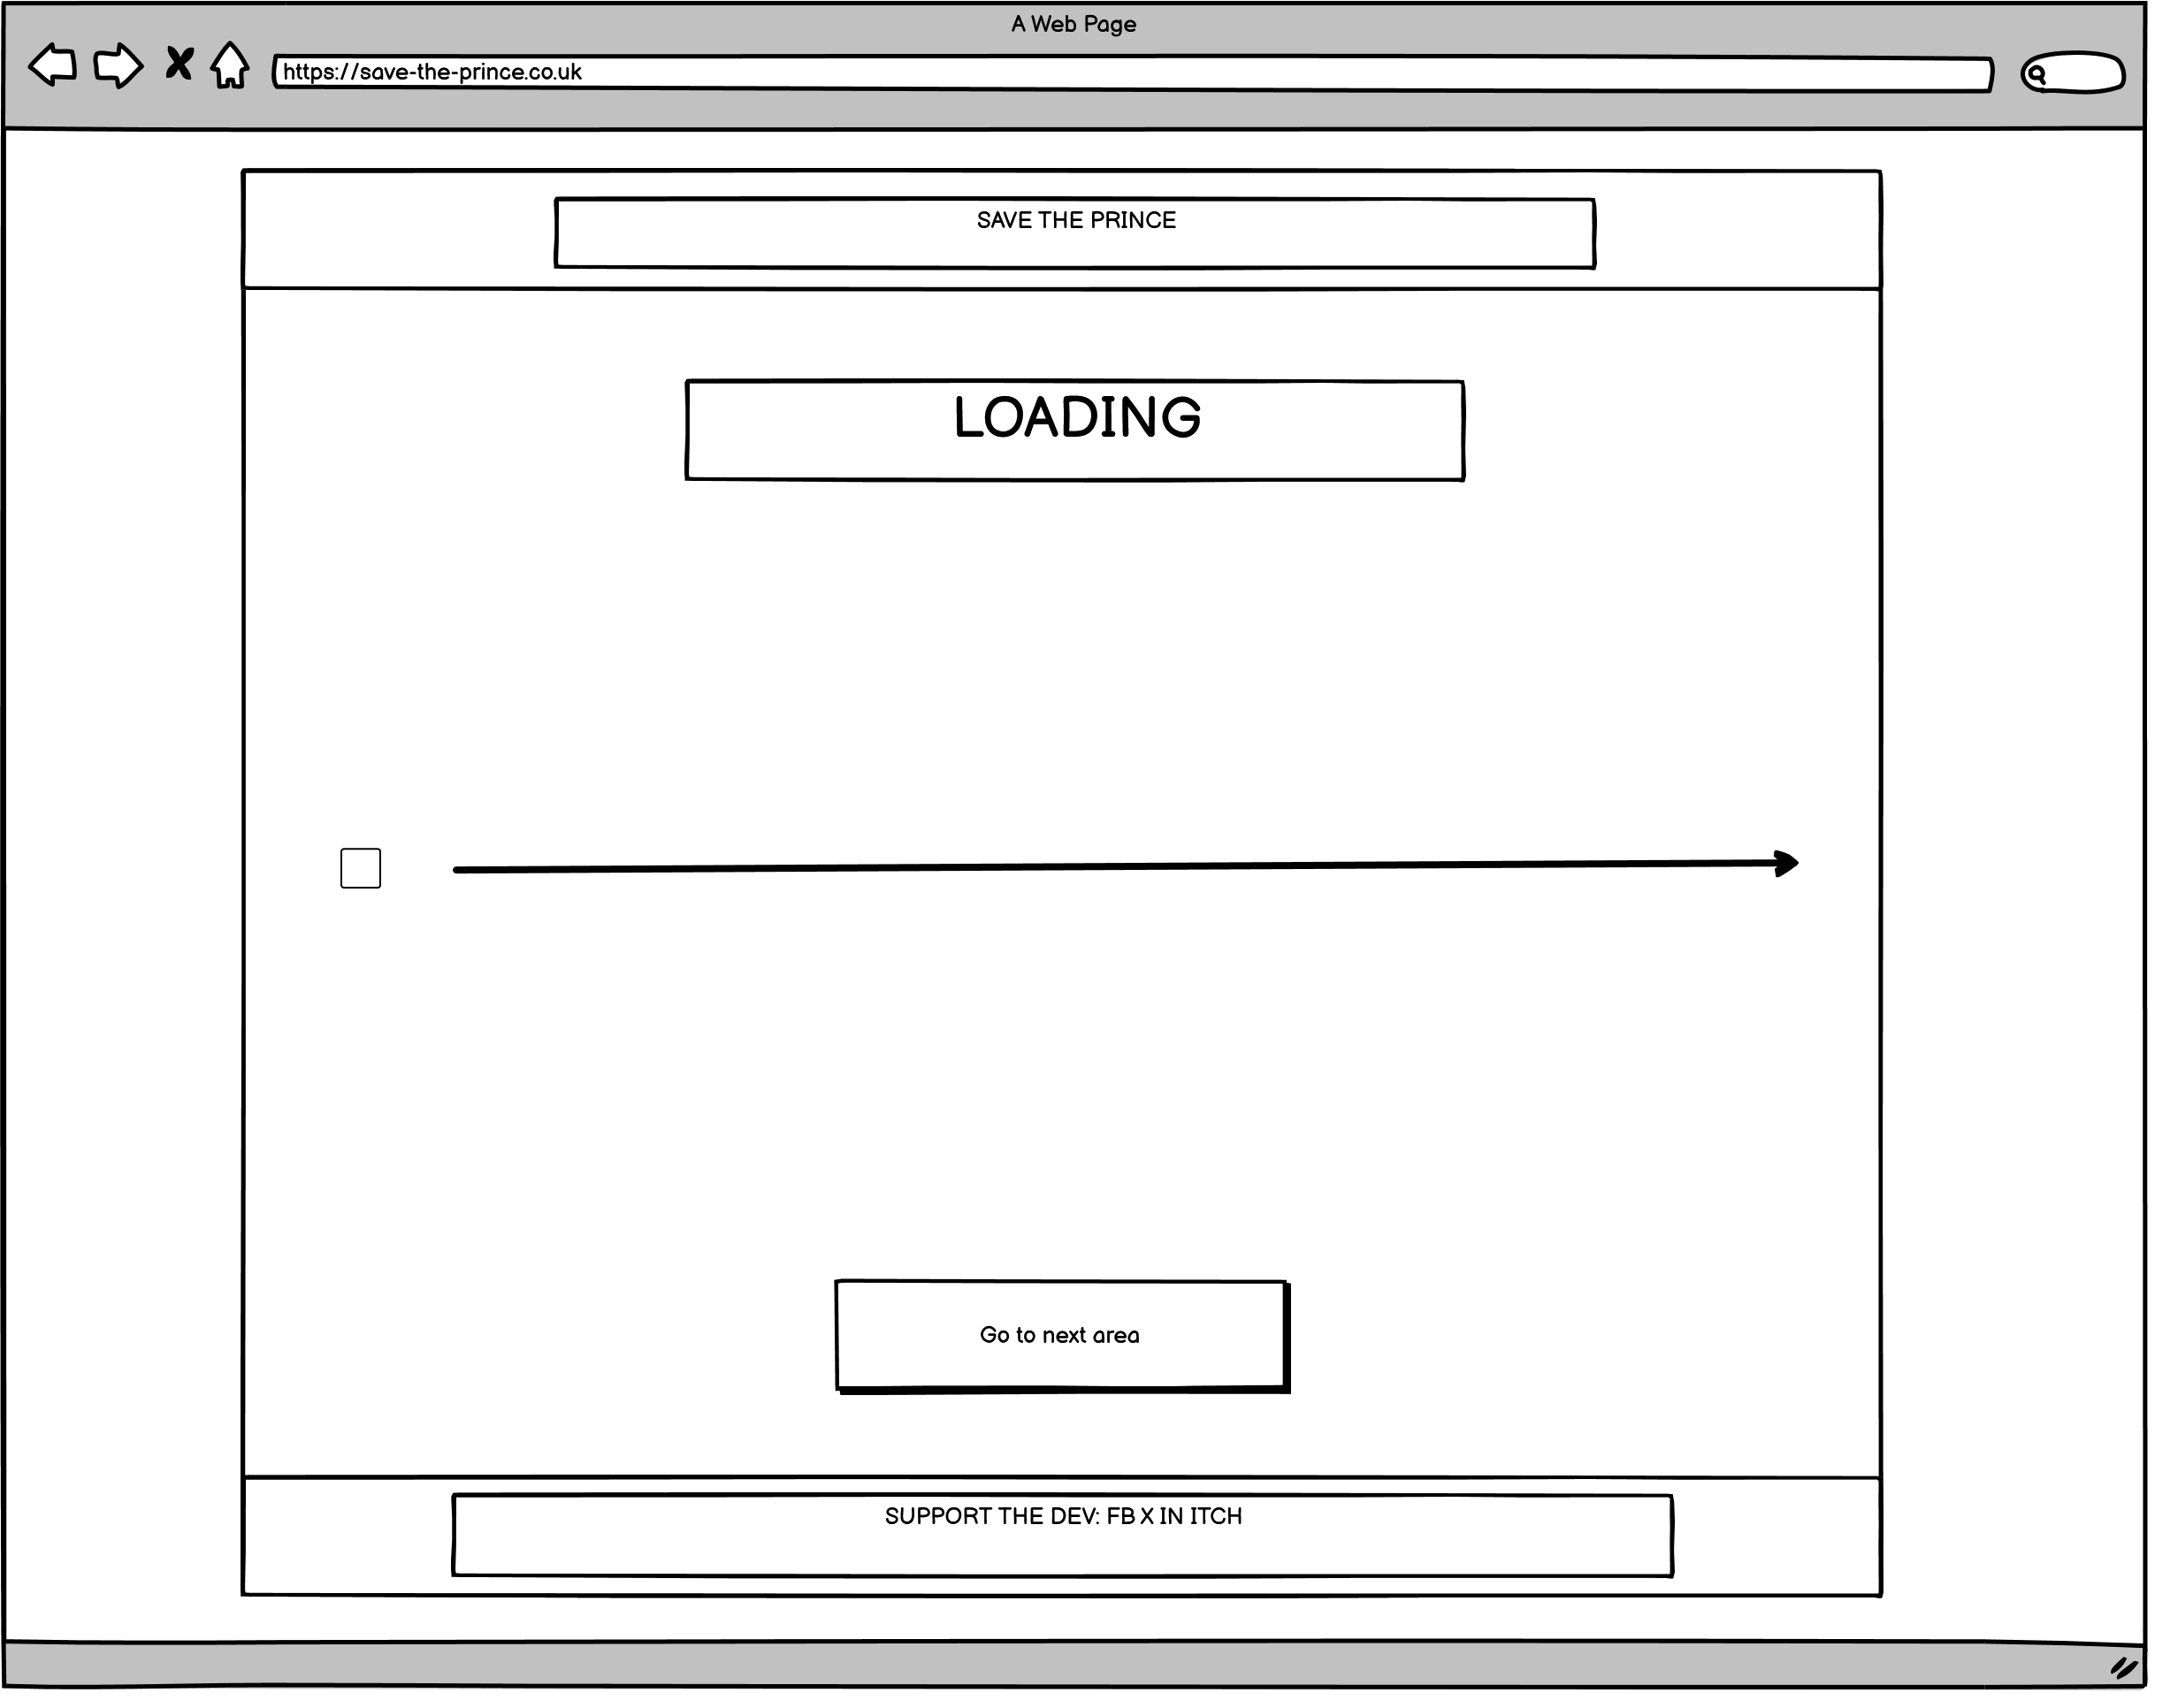 A Web Page
https://save-the-prince.co.uk
SAVE THE PRINCE
LOADING
Go to next area
SUPPORT THE DEV: FB X IN ITCH